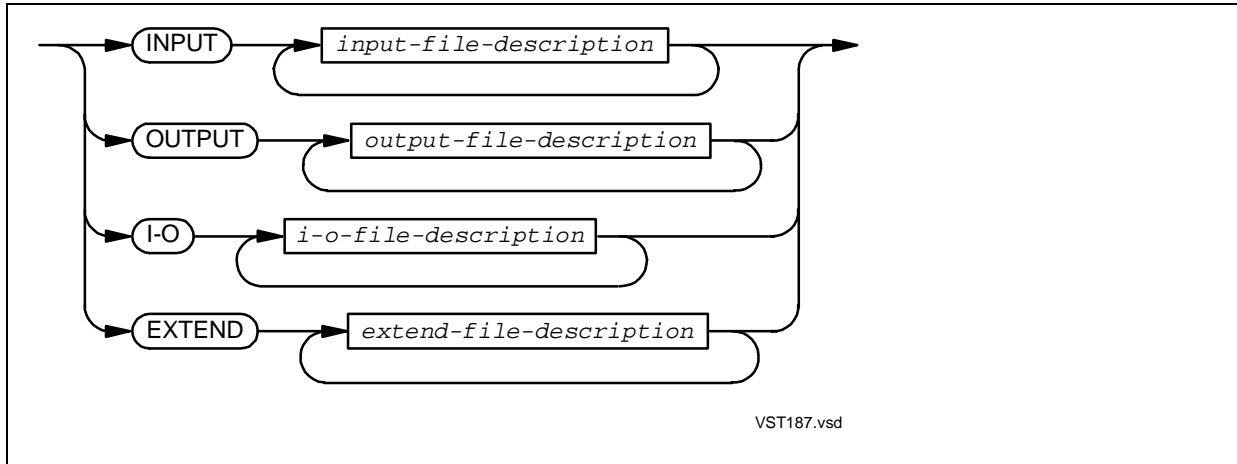 INPUT input-file-description
OUTPUT output-file-description
I-O i-o-file-description
EXTEND extend-file-description
VST187.vsd